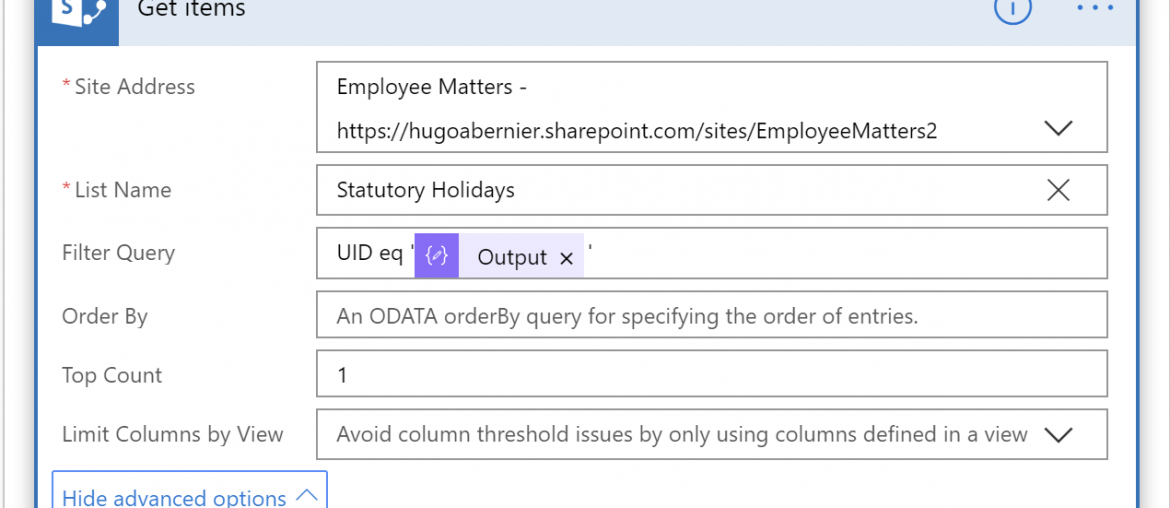 Get items
* Site Address
Employee Matters -
https://hugoabernier.sharepoint.com/sites/EmployeeMatters2
* List Name
Statutory Holidays
Filter Query
UID eq ' Output × '
Order By
An ODATA orderBy query for specifying the order of entries.
Top Count
1
Limit Columns by View
Avoid column threshold issues by only using columns defined in a view
Hide advanced options